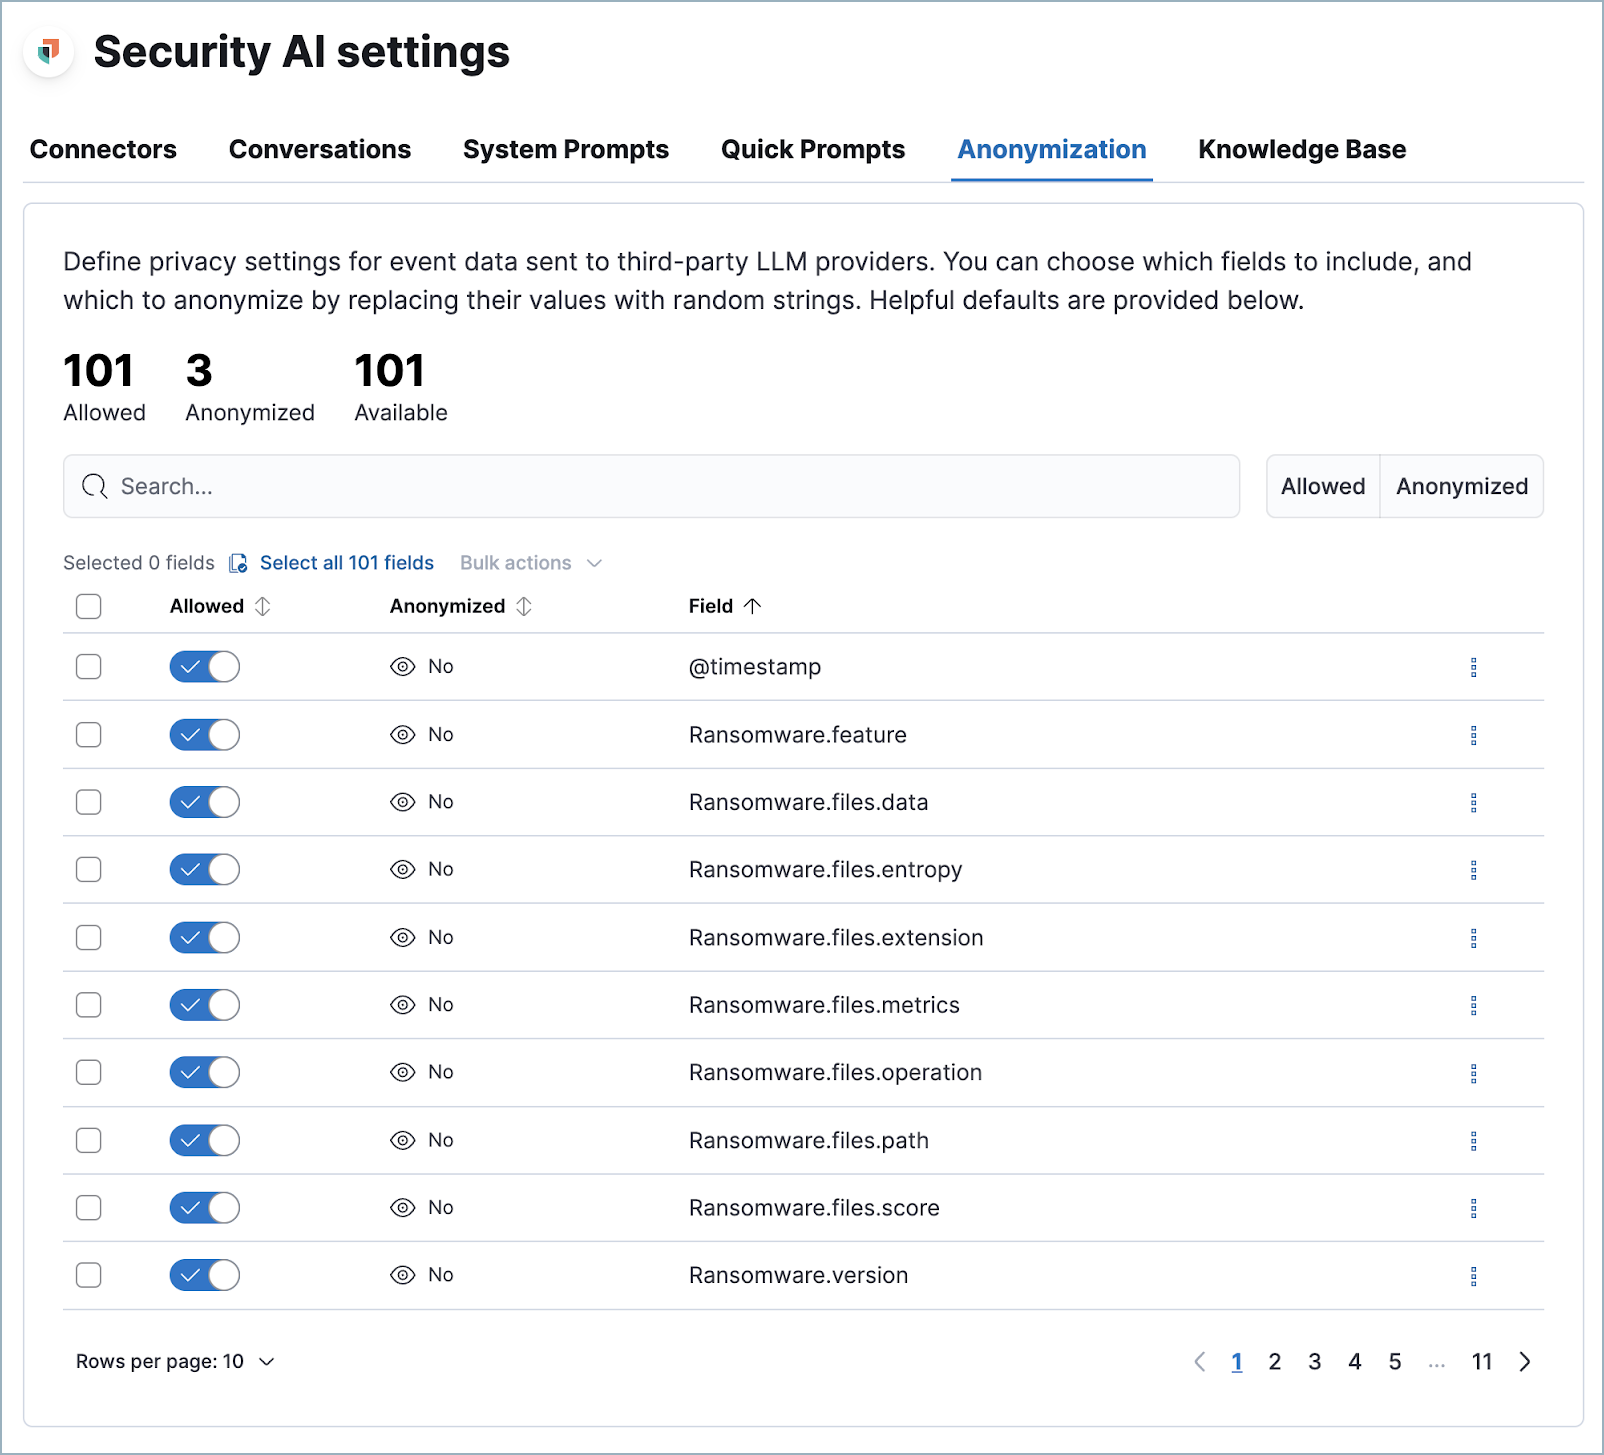 Security AI settings
Connectors Conversations System Prompts Quick Prompts Anonymization Knowledge Base
Define privacy settings for event data sent to third-party LLM providers. You can choose which fields to include, and
which to anonymize by replacing their values with random strings. Helpful defaults are provided below.
101 3 101
Allowed Anonymized Available
Search... Allowed Anonymized
Selected 0 fields Select all 101 fields Bulk actions
Allowed Anonymized Field
No @timestamp
No Ransomware.feature
No Ransomware.files.data
No Ransomware.files.entropy
No Ransomware.files.extension
No Ransomware.files.metrics
No Ransomware.files.operation
No Ransomware.files.path
No Ransomware.files.score
No Ransomware.version
Rows per page: 10 1 2 3 4 5 ... 11